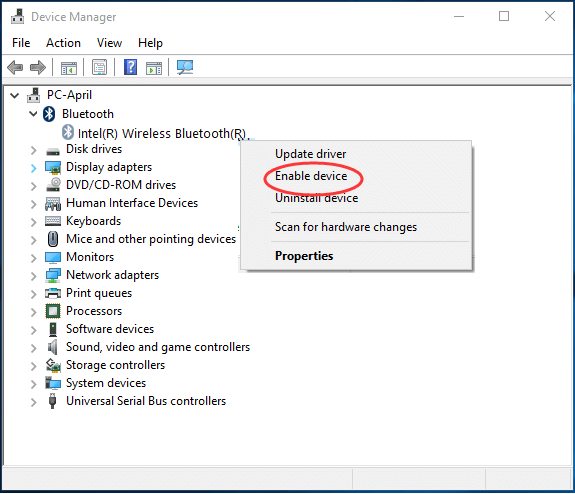 Device Manager
File Action View Help
PC-April
Bluetooth
Intel(R) Wireless Bluetooth(R)
Disk drives
Display adapters
DVD/CD-ROM drives
Human Interface Devices
Keyboards
Mice and other pointing devices
Monitors
Network adapters
Print queues
Processors
Software devices
Sound, video and game controllers
Storage controllers
System devices
Universal Serial Bus controllers
Update driver
Enable device
Uninstall device
Scan for hardware changes
Properties